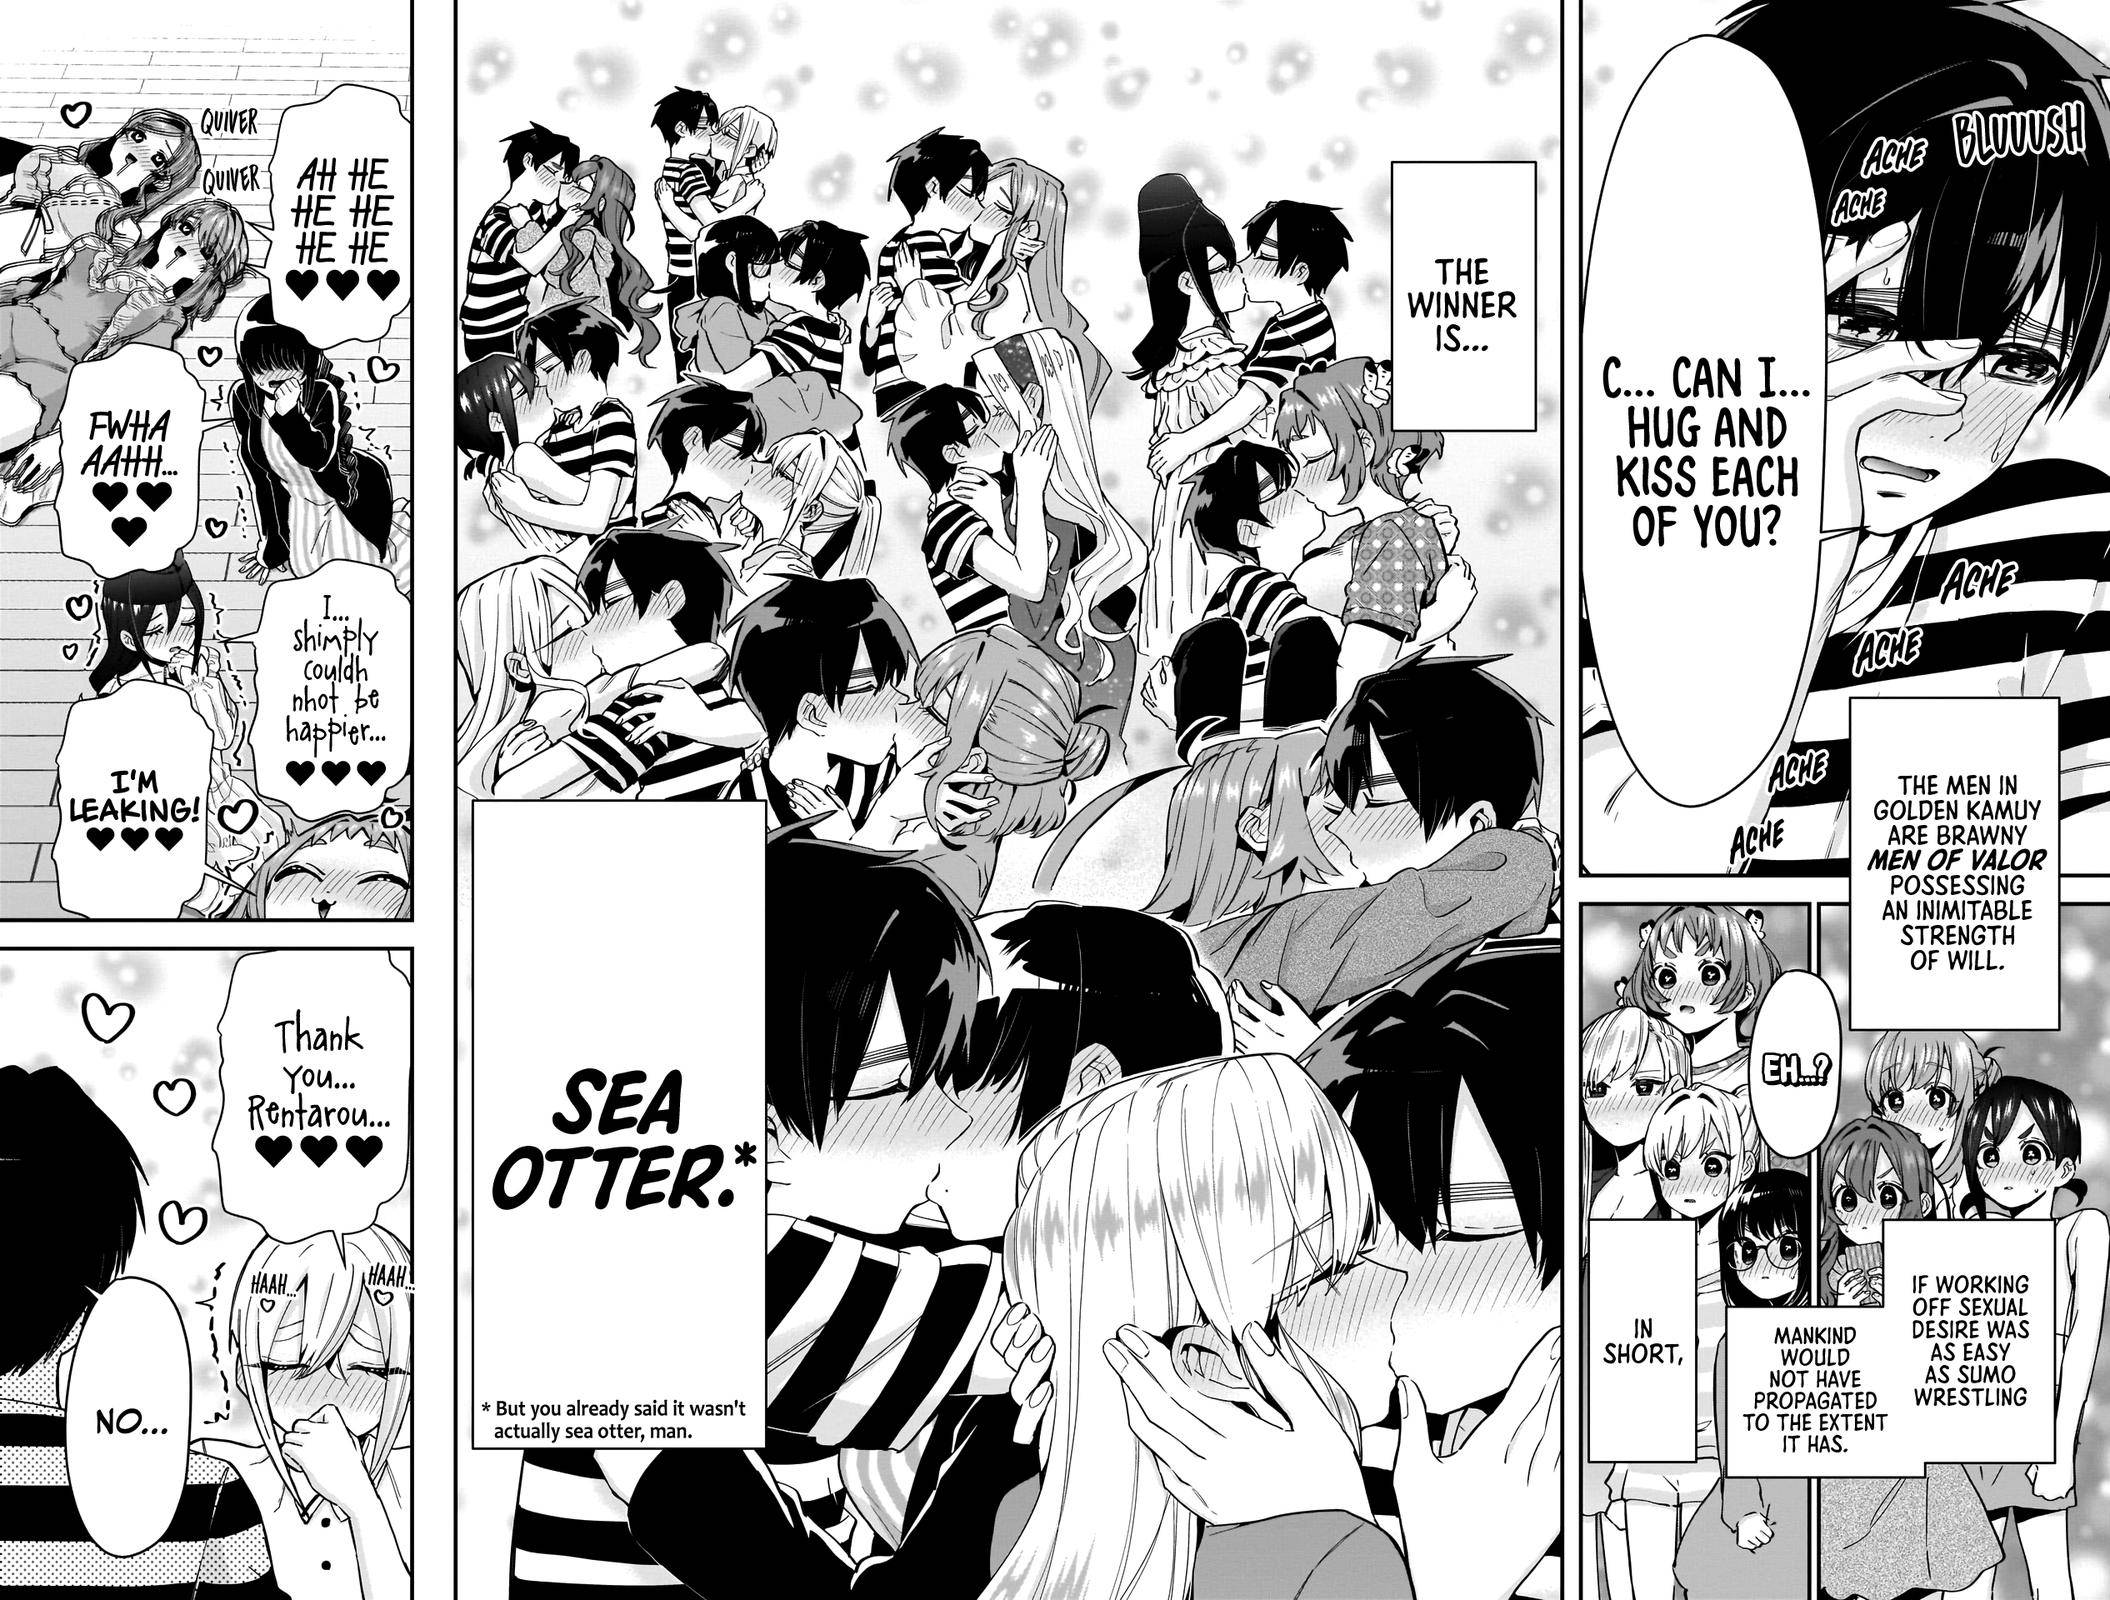 BLUUUSH
ACHE
ACHE
C... CAN I...
HUG AND
KISS EACH
OF YOU?
ACHE
ACHE
ACHE
ACHE
THE MEN IN
GOLDEN KAMUY
ARE BRAWNY
MEN OF VALOR
POSSESSING
AN INIMITABLE
STRENGTH
OF WILL.
EH...?
IF WORKING
OFF SEXUAL
DESIRE WAS
AS EASY
AS SUMO
WRESTLING
MANKIND
WOULD
NOT HAVE
PROPAGATED
TO THE EXTENT
IT HAS.
IN
SHORT,
THE
WINNER
IS...
SEA
OTTER.*
* But you already said it wasn't
actually sea otter, man.
QUIVER
QUIVER
AH HE
HE HE
HE HE
♥♥♥
FWHA
AAHH...
♥♥
♥
I...
shimply
couldh
nhot be
happier...
♥♥♥
I'M
LEAKING!
♥♥♥
Thank
you...
Rentarou...
♥♥♥
HAAH...
♡
HAAH...
♡
NO...